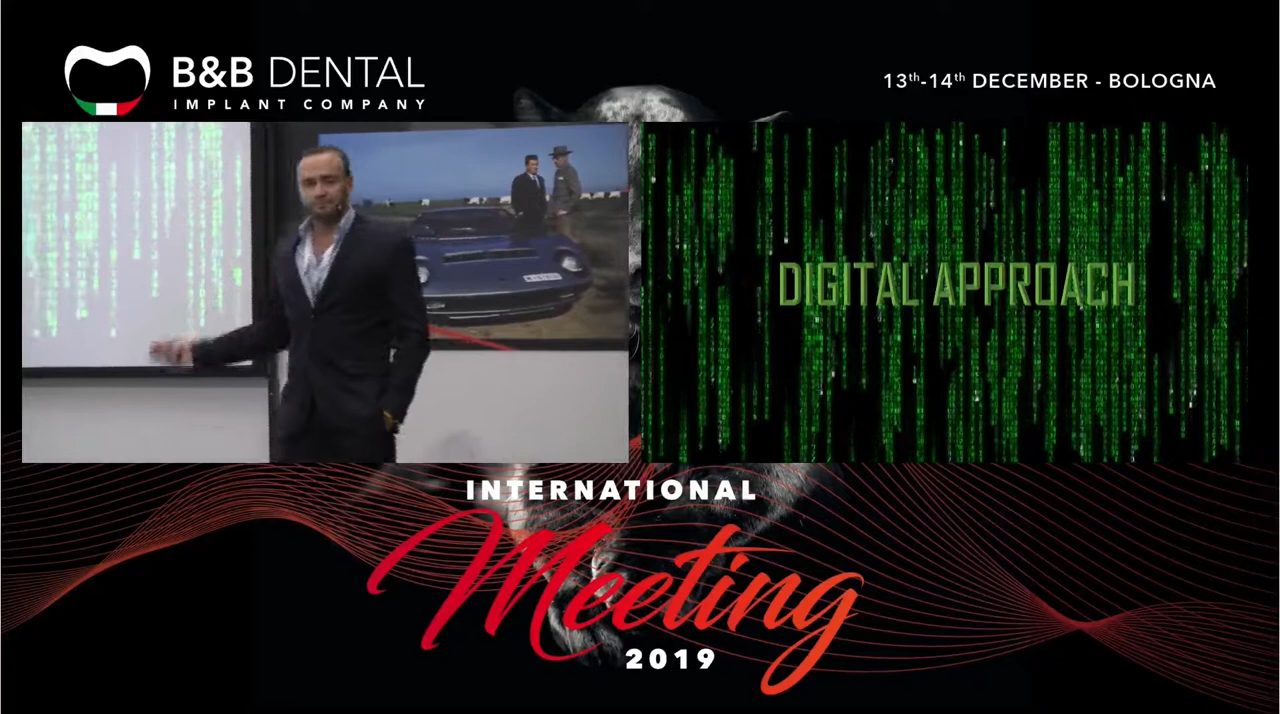 B&B DENTAL
IMPLANT COMPANY
13th-14th DECEMBER - BOLOGNA
DIGITAL APPROACH
INTERNATIONAL
Meeting
2019